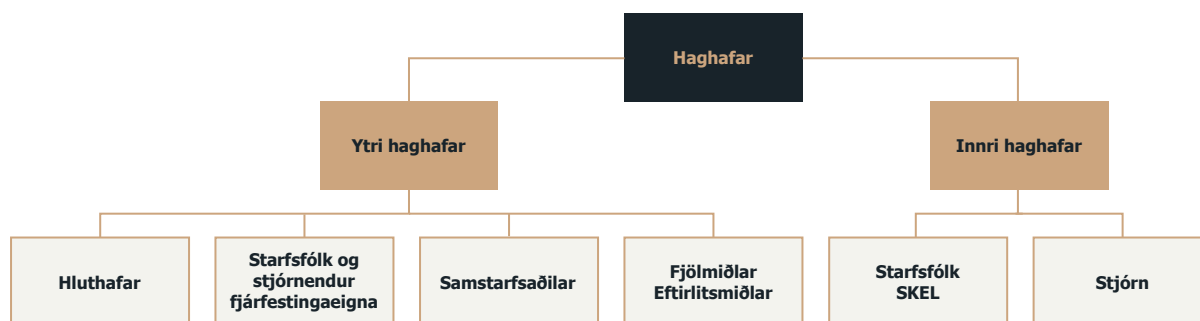 Haghafar
Ytri haghafar
Innri haghafar
Hluthafar
Starfsfólk og
stjórnendur
fjárfestingaeigna
Samstarfsaðilar
Fjölmiðlar
Eftirlitsmiðlar
Starfsfólk
SKEL
Stjórn